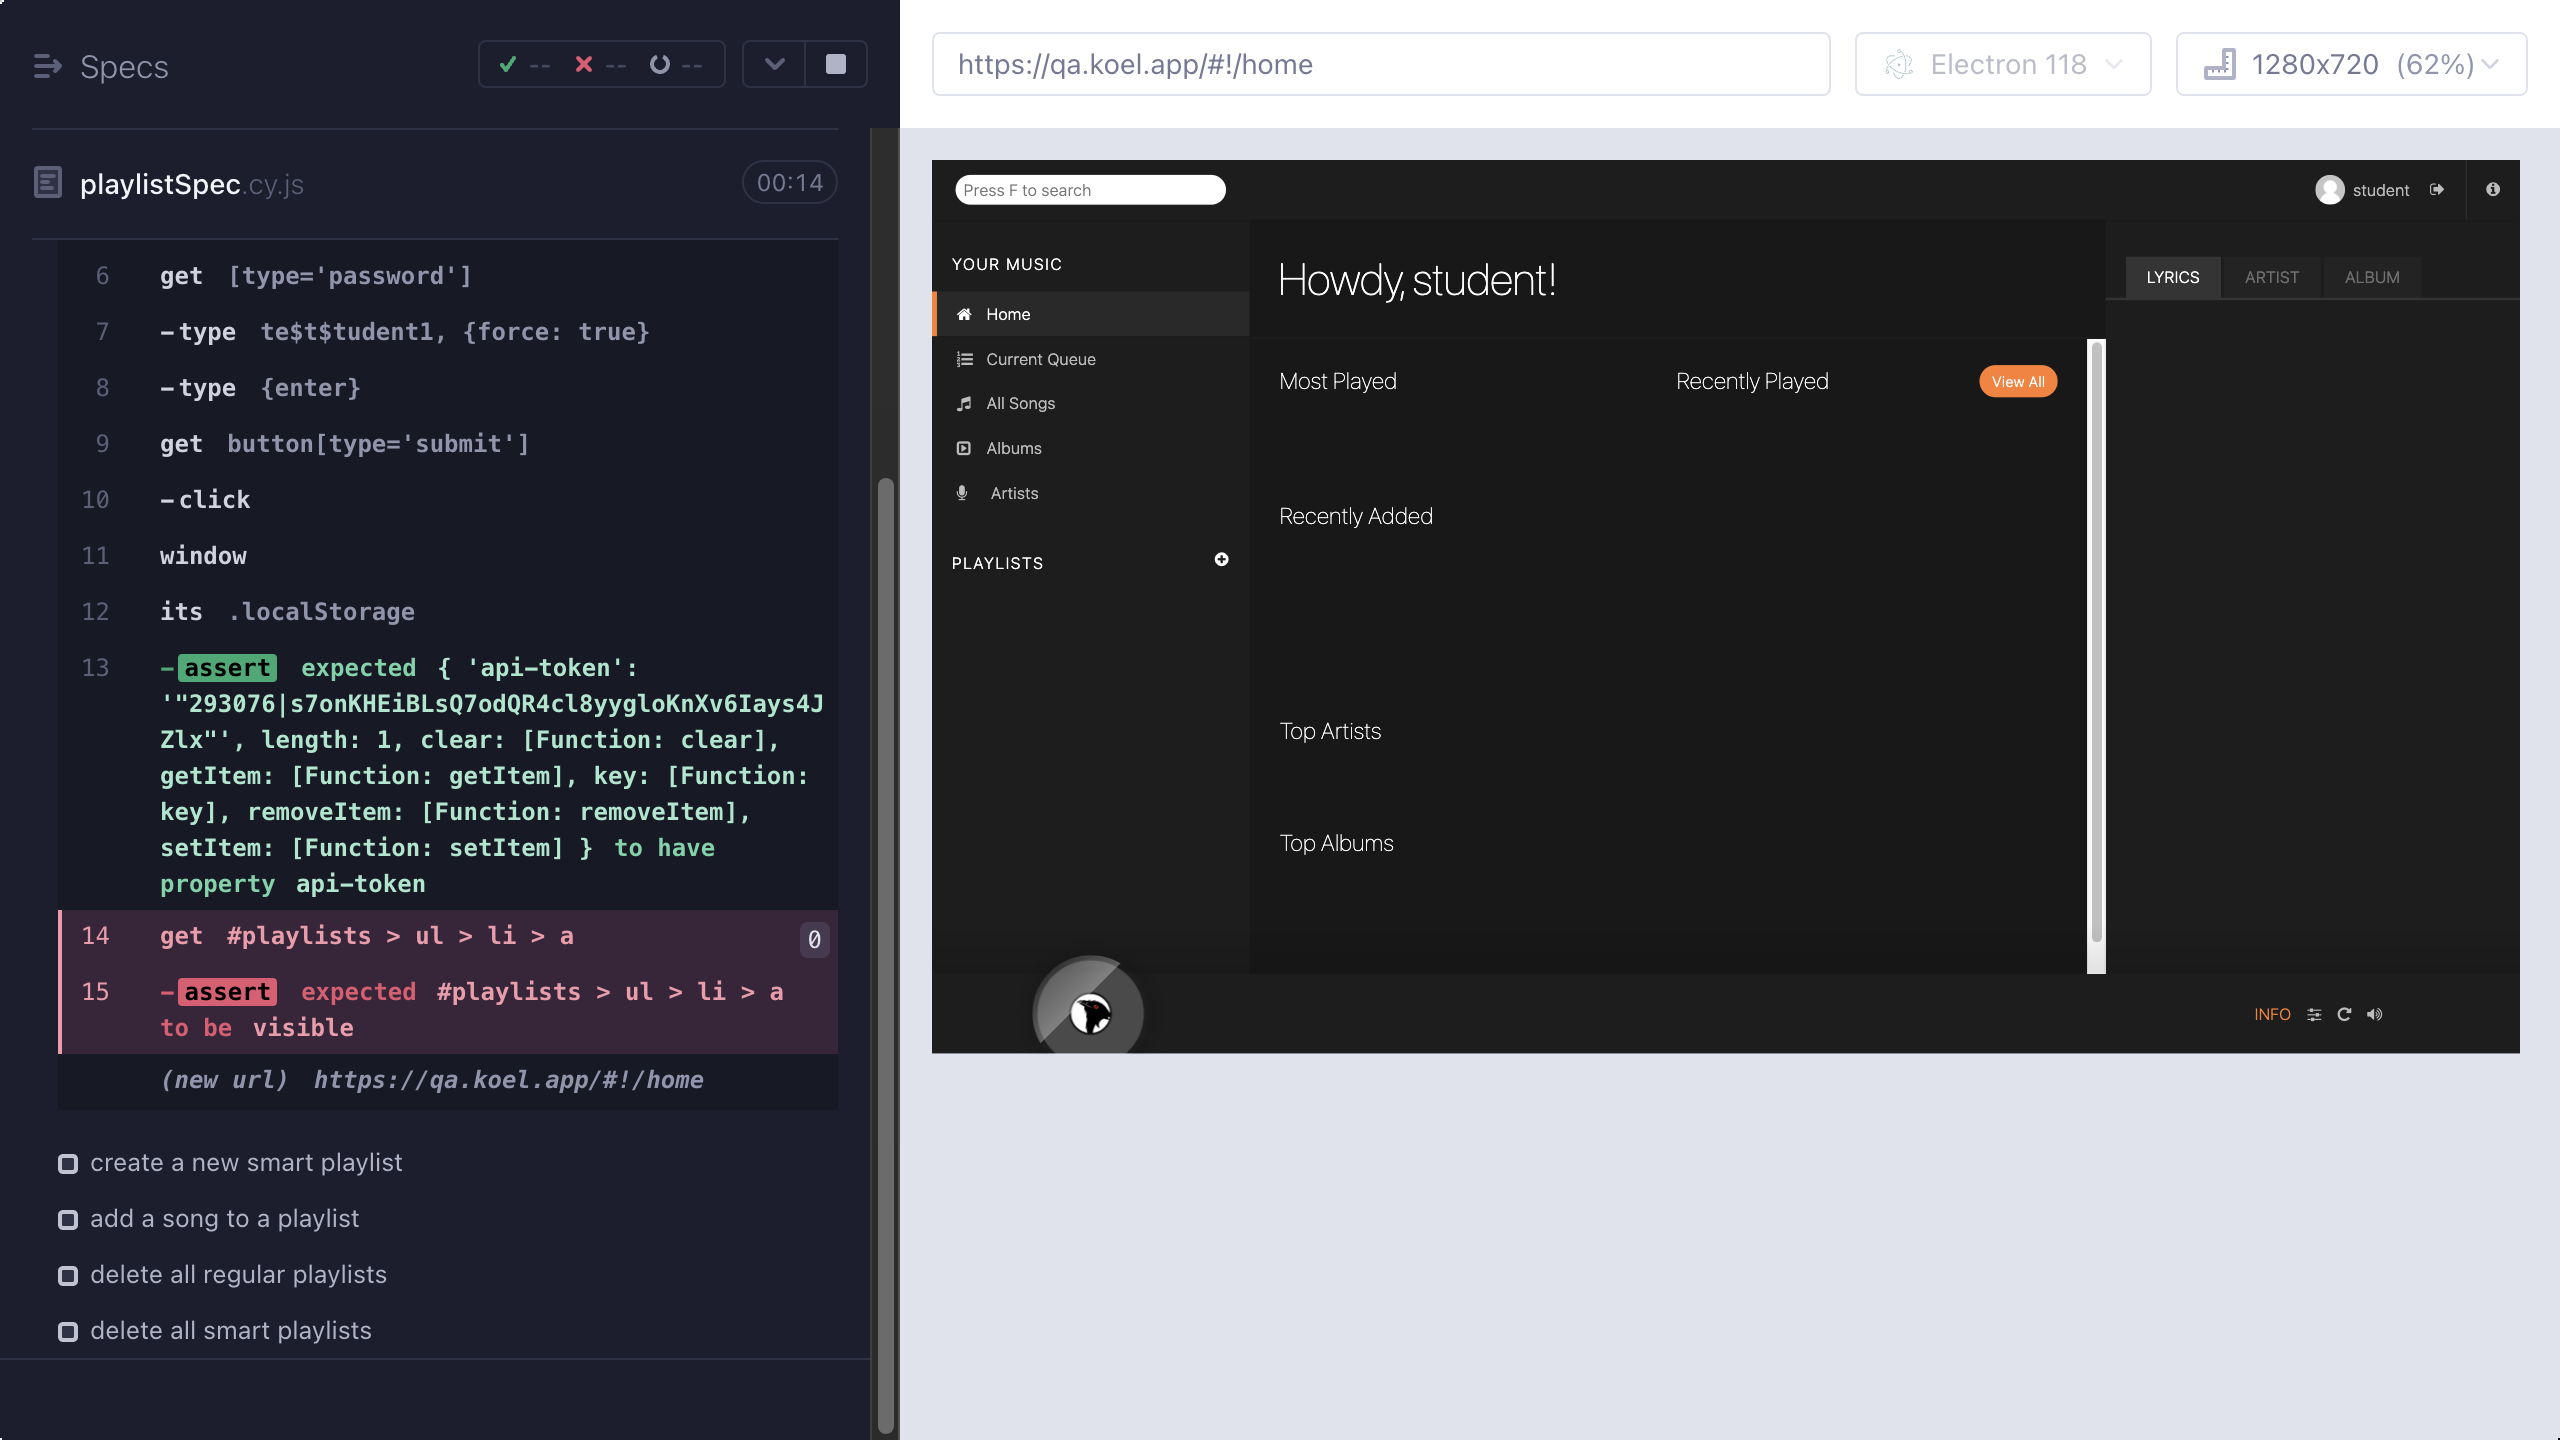 Specs
-- -- --
playlistSpec.cy.js
00:14
6 get [type='password']
7 -type te$t$tudent1, {force: true}
8 -type {enter}
9 get button[type='submit']
10 -click
11 window
12 its .localStorage
13 -assert expected { 'api-token':
'"293076|s7onKHEiBLsQ7odQR4cl8yygloKnXv6Iays4J
Zlx"', length: 1, clear: [Function: clear],
getItem: [Function: getItem], key: [Function:
key], removeItem: [Function: removeItem],
setItem: [Function: setItem] } to have
property api-token
14 get #playlists > ul > li > a 0
15 -assert expected #playlists > ul > li > a
to be visible
(new url) https://qa.koel.app/#!/home
create a new smart playlist
add a song to a playlist
delete all regular playlists
delete all smart playlists
https://qa.koel.app/#!/home
Electron 118
1280x720 (62%)
Press F to search
student
YOUR MUSIC
Home
Current Queue
All Songs
Albums
Artists
PLAYLISTS
Howdy, student!
Most Played
Recently Played
View All
Recently Added
Top Artists
Top Albums
LYRICS
ARTIST
ALBUM
INFO